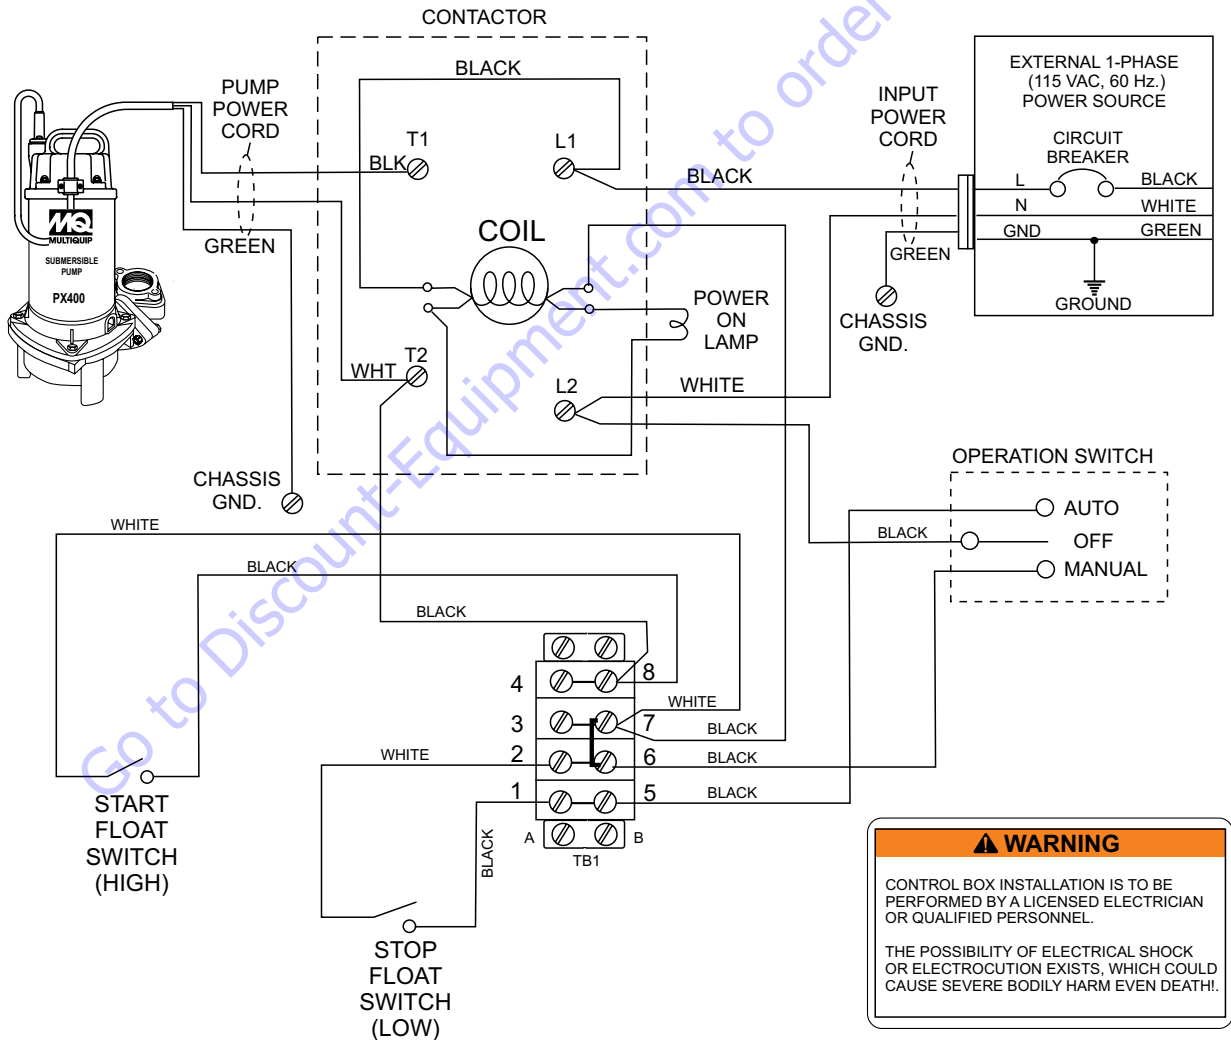 CONTACTOR
BLACK
PUMP
POWER
CORD
T1
L1
BLK
GREEN
BLACK
INPUT
POWER
CORD
EXTERNAL 1-PHASE
(115 VAC, 60 Hz.)
POWER SOURCE
CIRCUIT
BREAKER
L
BLACK
N
WHITE
GND
GREEN
GREEN
GROUND
CHASSIS
GND.
MQ
MULTIQUIP
SUBMERSIBLE
PUMP
PX400
COIL
POWER
ON
LAMP
T2
WHT
L2
WHITE
CHASSIS
GND.
OPERATION SWITCH
AUTO
BLACK
OFF
MANUAL
WHITE
BLACK
BLACK
4
8
WHITE
3
7
BLACK
WHITE
2
6
BLACK
1
5
BLACK
A
B
TB1
BLACK
START
FLOAT
SWITCH
(HIGH)
STOP
FLOAT
SWITCH
(LOW)
WARNING
CONTROL BOX INSTALLATION IS TO BE
PERFORMED BY A LICENSED ELECTRICIAN
OR QUALIFIED PERSONNEL.
THE POSSIBILITY OF ELECTRICAL SHOCK
OR ELECTROCUTION EXISTS, WHICH COULD
CAUSE SEVERE BODILY HARM EVEN DEATH!.
Go to Discount-Equipment.com to order